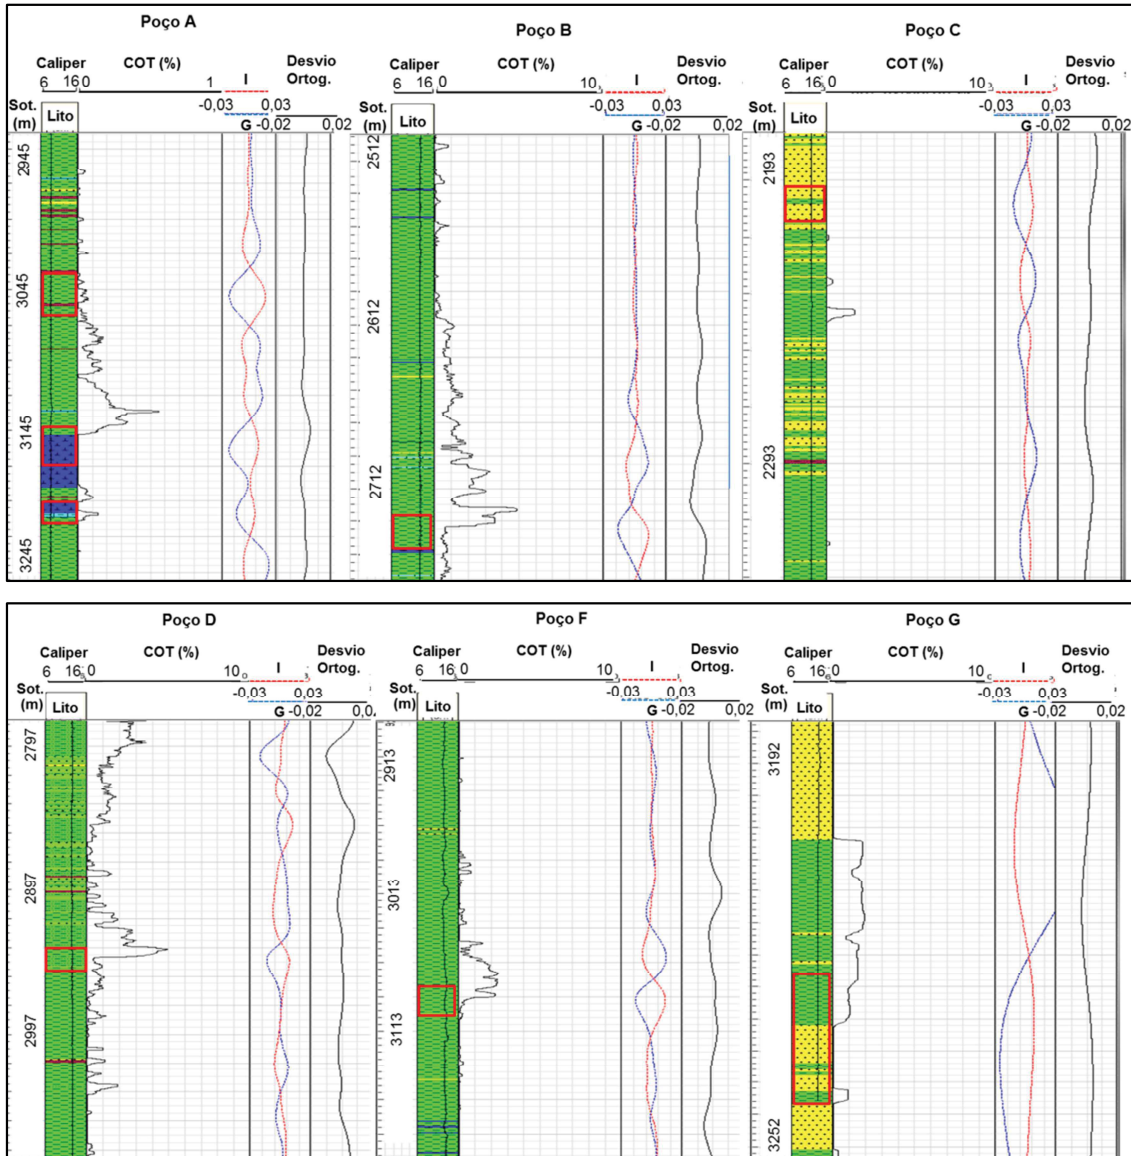 Poço A
Caliper COT (%) I Desvio Ortog.
6 16 0 1
-0,03 0,03
Sot. (m) Lito G -0,02 0,02
2945
3045
3145
3245
Poço B
Caliper COT (%) I Desvio Ortog.
6 16 0 10
-0,03 0,03
Sot. (m) Lito G -0,02 0,02
2512
2612
2712
Poço C
Caliper COT (%) I Desvio Ortog.
6 16 0 10
-0,03 0,03
Sot. (m) Lito G -0,02 0,02
2193
2293
Poço D
Caliper COT (%) I Desvio Ortog.
6 16 0 10
-0,03 0,03
Sot. (m) Lito G -0,02 0,0
2797
2897
2997
Poço F
Caliper COT (%) I Desvio Ortog.
6 16 0 10
-0,03 0,03
Sot. (m) Lito G -0,02 0,02
2913
3013
3113
Poço G
Caliper COT (%) I Desvio Ortog.
6 16 0 10
-0,03 0,03
Sot. (m) Lito G -0,02 0,02
3192
3252